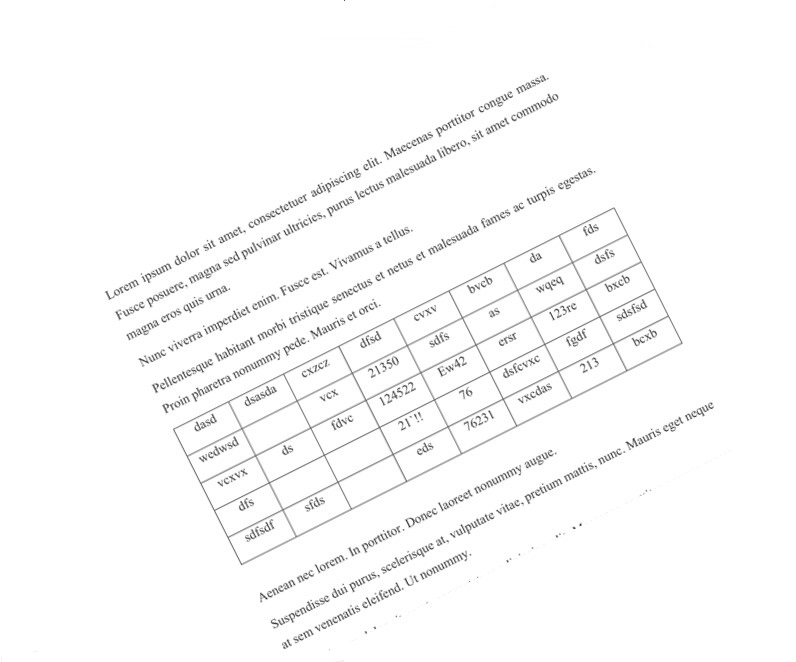 Lorem ipsum dolor sit amet, consectetuer adipiscing elit. Maecenas porttitor congue massa.
Fusce posuere, magna sed pulvinar ultricies, purus lectus malesuada libero, sit amet commodo
magna eros quis urna.
Nunc viverra imperdiet enim. Fusce est. Vivamus a tellus.
Pellentesque habitant morbi tristique senectus et netus et malesuada fames ac turpis egestas.
Proin pharetra nonummy pede. Mauris et orci.
dasd dsasda cxzcz dfsd cvxv bvcb da fds
wedwsd vcx 21350 sdfs as wqeq dsfs
vcxvx ds fdvc 124522 Ew42 ersr 123re bxcb
dfs 21`!! 76 dsfcvxc fgdf sdsfsd
sdfsdf sfds eds 76231 vxcdas 213 bcxb
Aenean nec lorem. In porttitor. Donec laoreet nonummy augue.
Suspendisse dui purus, scelerisque at, vulputate vitae, pretium mattis, nunc. Mauris eget neque
at sem venenatis eleifend. Ut nonummy.